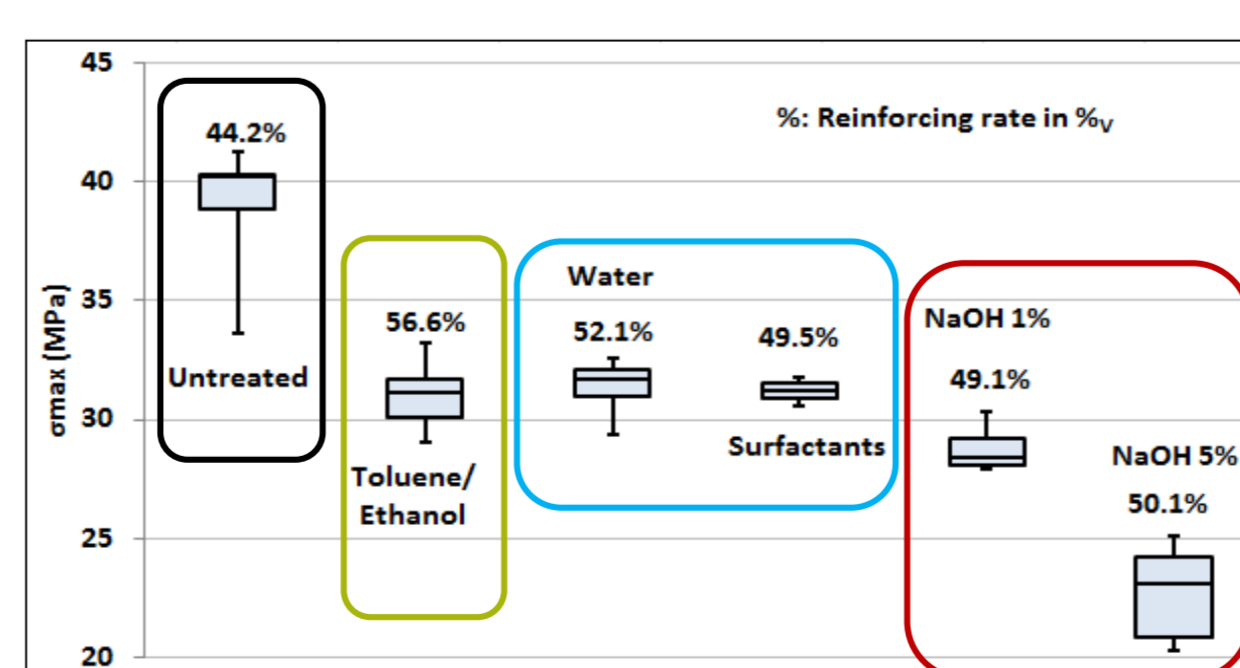 45
40
35
30
25
20
σmax (MPa)
%: Reinforcing rate in %V
44.2%
Untreated
56.6%
Toluene/
Ethanol
Water
52.1%
49.5%
Surfactants
NaOH 1%
49.1%
NaOH 5%
50.1%